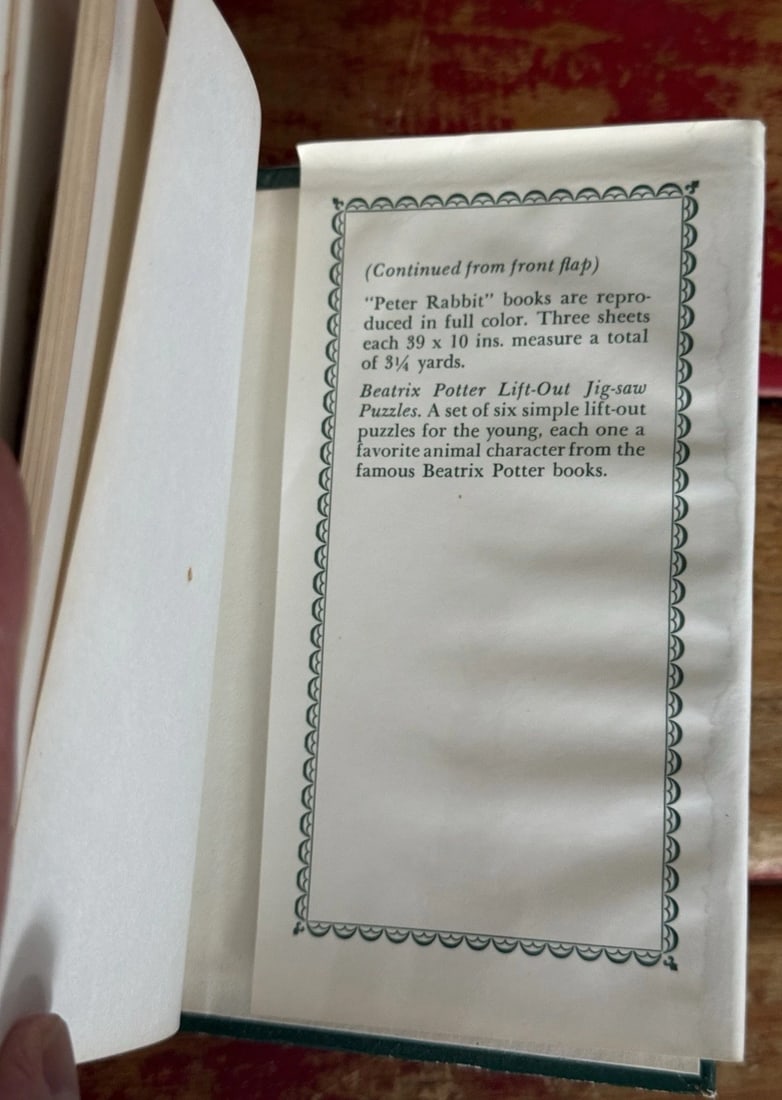 (Continued from front flap)
"Peter Rabbit" books are repro-
duced in full color. Three sheets
each 39 x 10 ins. measure a total
of 3¼ yards.
Beatrix Potter Lift-Out Jig-saw
Puzzles. A set of six simple lift-out
puzzles for the young, each one a
favorite animal character from the
famous Beatrix Potter books.